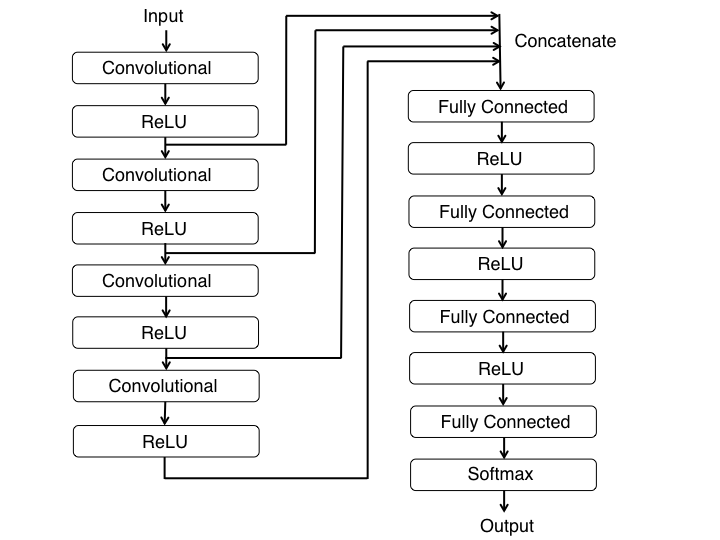 Input
Convolutional
ReLU
Convolutional
ReLU
Convolutional
ReLU
Convolutional
ReLU
Concatenate
Fully Connected
ReLU
Fully Connected
ReLU
Fully Connected
ReLU
Fully Connected
Softmax
Output